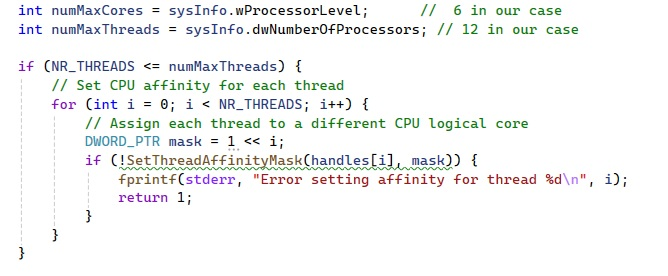 int numMaxCores = sysInfo.wProcessorLevel;      //  6 in our case
int numMaxThreads = sysInfo.dwNumberOfProcessors; // 12 in our case

if (NR_THREADS <= numMaxThreads) {
    // Set CPU affinity for each thread
    for (int i = 0; i < NR_THREADS; i++) {
        // Assign each thread to a different CPU logical core
        DWORD_PTR mask = 1 << i;
        if (!SetThreadAffinityMask(handles[i], mask)) {
            fprintf(stderr, "Error setting affinity for thread %d\n", i);
            return 1;
        }
    }
}